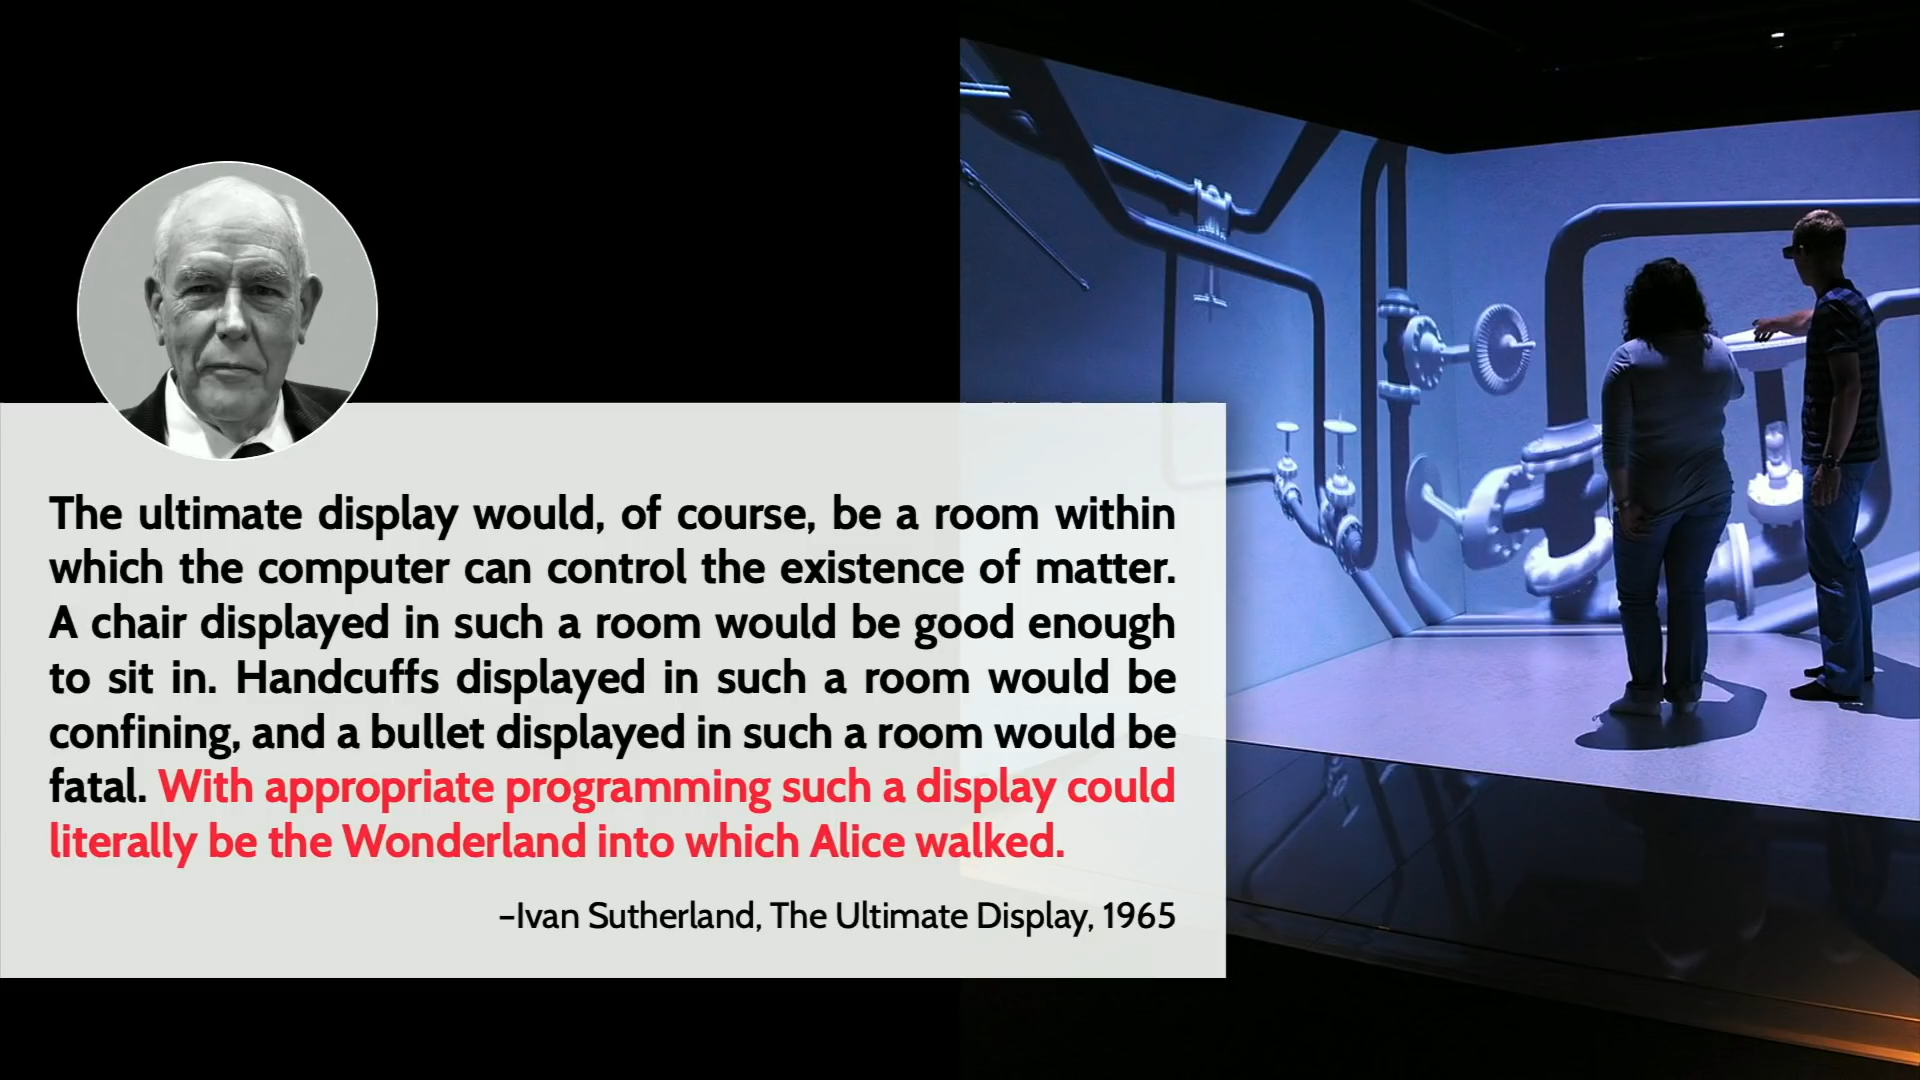 The ultimate display would, of course, be a room within
which the computer can control the existence of matter.
A chair displayed in such a room would be good enough
to sit in. Handcuffs displayed in such a room would be
confining, and a bullet displayed in such a room would be
fatal. With appropriate programming such a display could
literally be the Wonderland into which Alice walked.
–Ivan Sutherland, The Ultimate Display, 1965